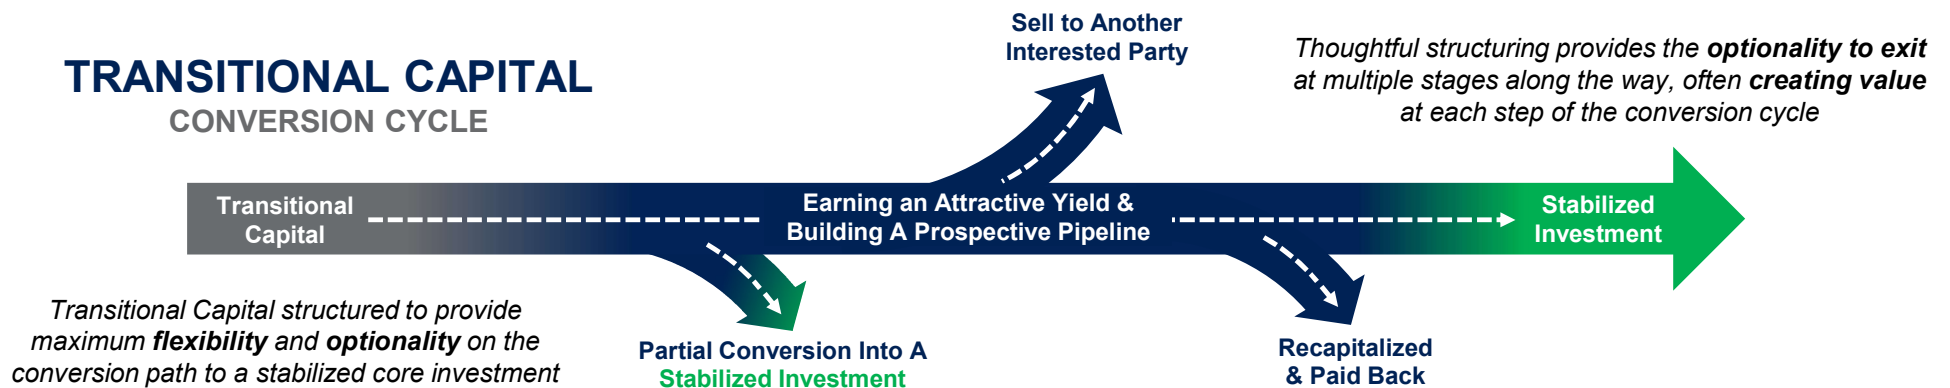 TRANSITIONAL CAPITAL
CONVERSION CYCLE
Sell to Another
Interested Party
Thoughtful structuring provides the optionality to exit
at multiple stages along the way, often creating value
at each step of the conversion cycle
Transitional
Capital
Earning an Attractive Yield &
Building A Prospective Pipeline
Stabilized
Investment
Transitional Capital structured to provide
maximum flexibility and optionality on the
conversion path to a stabilized core investment
Partial Conversion Into A
Stabilized Investment
Recapitalized
& Paid Back